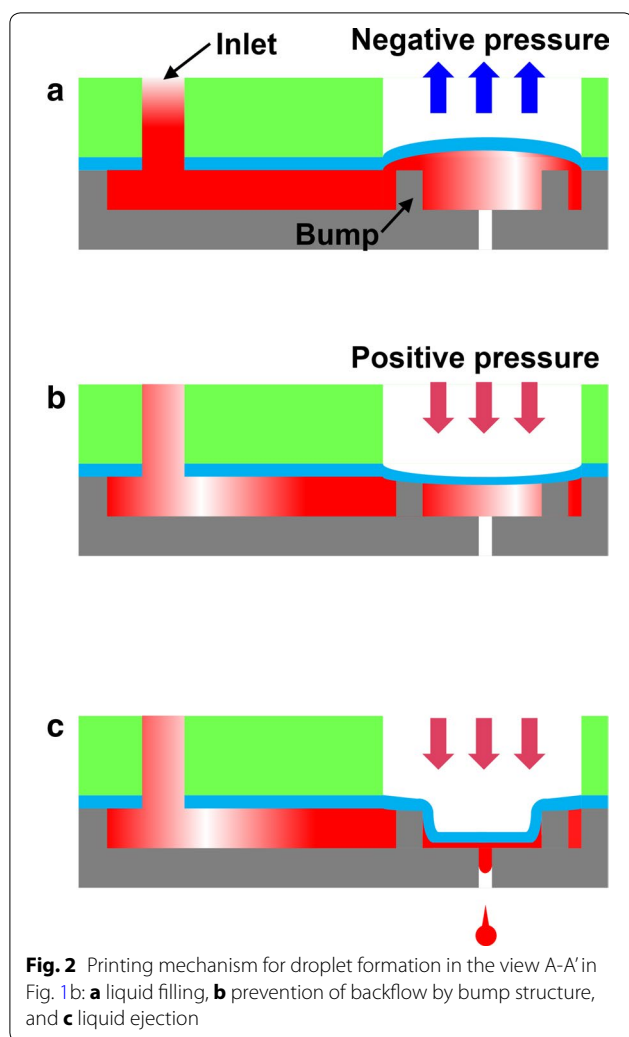 Inlet
Negative pressure
a
Bump
Positive pressure
b
c
Fig. 2 Printing mechanism for droplet formation in the view A-A’ in
Fig. 1b: a liquid filling, b prevention of backflow by bump structure,
and c liquid ejection